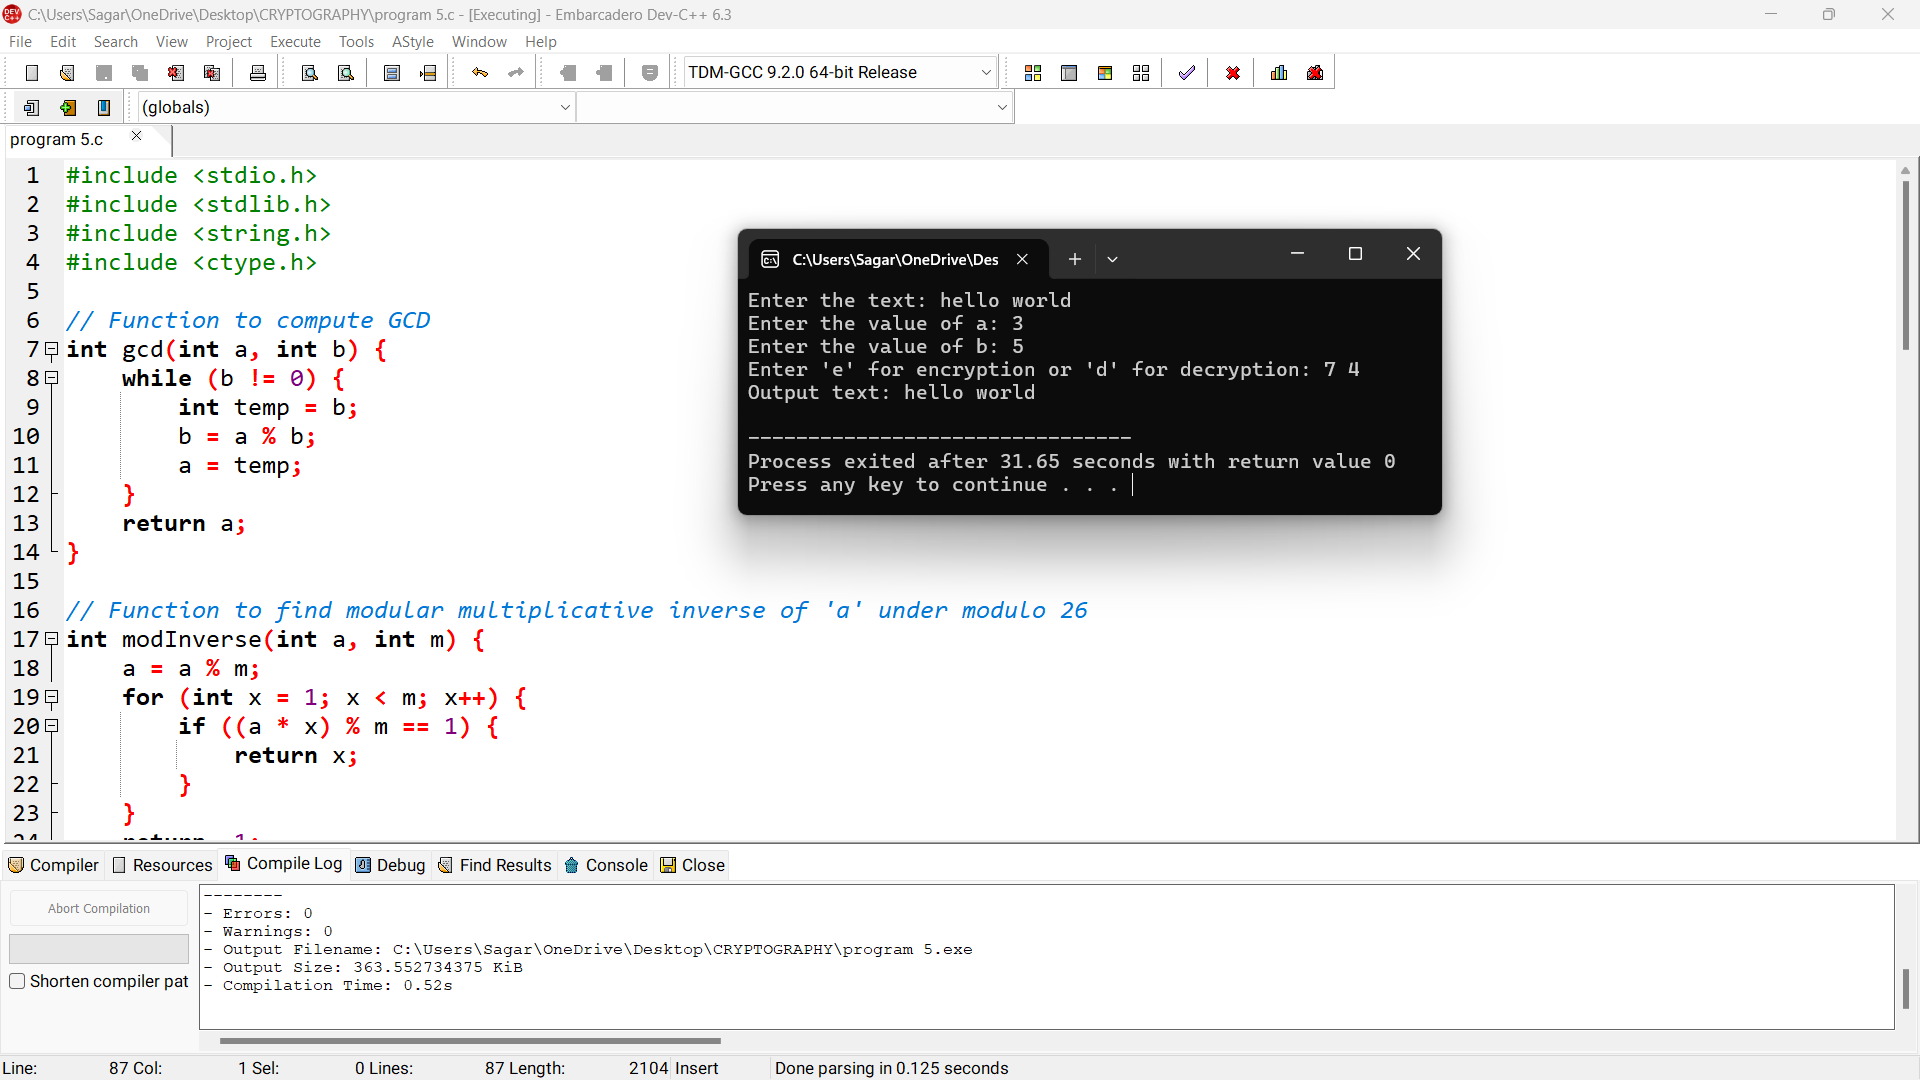 C:\Users\Sagar\OneDrive\Desktop\CRYPTOGRAPHY\program 5.c - [Executing] - Embarcadero Dev-C++ 6.3
File Edit Search View Project Execute Tools AStyle Window Help
TDM-GCC 9.2.0 64-bit Release
(globals)
program 5.c
1 #include <stdio.h>
2 #include <stdlib.h>
3 #include <string.h>
4 #include <ctype.h>
5
6 // Function to compute GCD
7 int gcd(int a, int b) {
8 while (b != 0) {
9 int temp = b;
10 b = a % b;
11 a = temp;
12 }
13 return a;
14 }
15
16 // Function to find modular multiplicative inverse of 'a' under modulo 26
17 int modInverse(int a, int m) {
18 a = a % m;
19 for (int x = 1; x < m; x++) {
20 if ((a * x) % m == 1) {
21 return x;
22 }
23 }
C:\Users\Sagar\OneDrive\Des
Enter the text: hello world
Enter the value of a: 3
Enter the value of b: 5
Enter 'e' for encryption or 'd' for decryption: 7 4
Output text: hello world
--------------------------------
Process exited after 31.65 seconds with return value 0
Press any key to continue . . .
Compiler Resources Compile Log Debug Find Results Console Close
Abort Compilation
Shorten compiler pat
--------
- Errors: 0
- Warnings: 0
- Output Filename: C:\Users\Sagar\OneDrive\Desktop\CRYPTOGRAPHY\program 5.exe
- Output Size: 363.552734375 KiB
- Compilation Time: 0.52s
Line: 87 Col: 1 Sel: 0 Lines: 87 Length: 2104 Insert Done parsing in 0.125 seconds